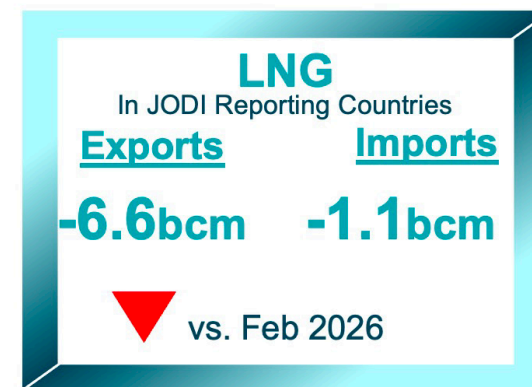 LNG
In JODI Reporting Countries
Exports Imports
-6.6bcm -1.1bcm
vs. Feb 2026